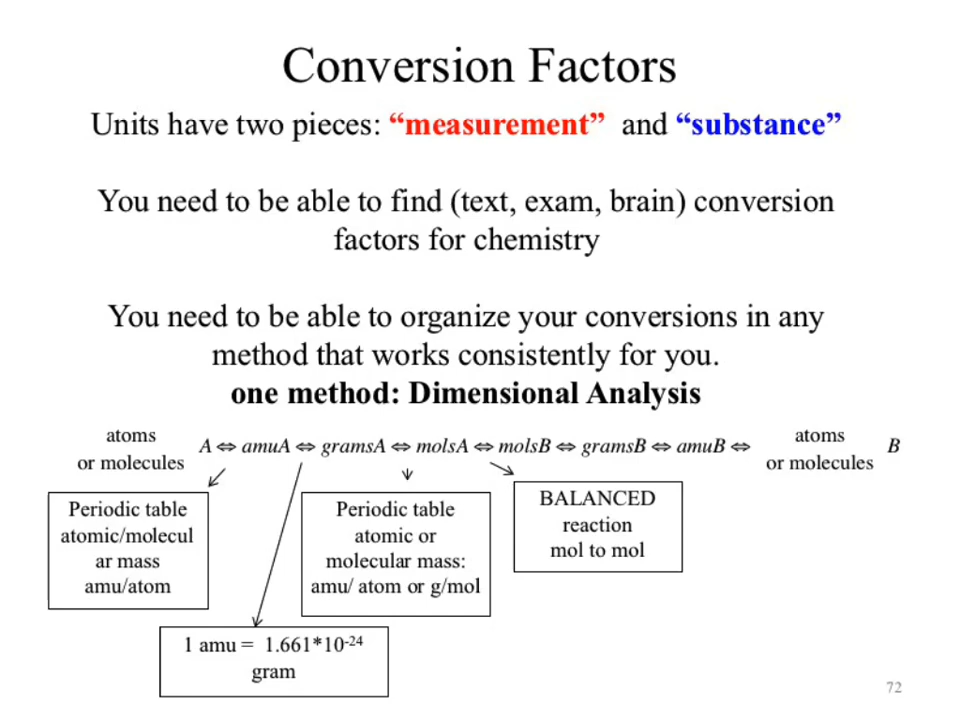 Conversion Factors
Units have two pieces: “measurement” and “substance”
You need to be able to find (text, exam, brain) conversion
factors for chemistry
You need to be able to organize your conversions in any
method that works consistently for you.
one method: Dimensional Analysis
atoms
or molecules
A ⇔ amuA ⇔ gramsA ⇔ molsA ⇔ molsB ⇔ gramsB ⇔ amuB ⇔
atoms
or molecules
B
Periodic table
atomic/molecul
ar mass
amu/atom
Periodic table
atomic or
molecular mass:
amu/ atom or g/mol
BALANCED
reaction
mol to mol
1 amu = 1.661*10⁻²⁴
gram
72